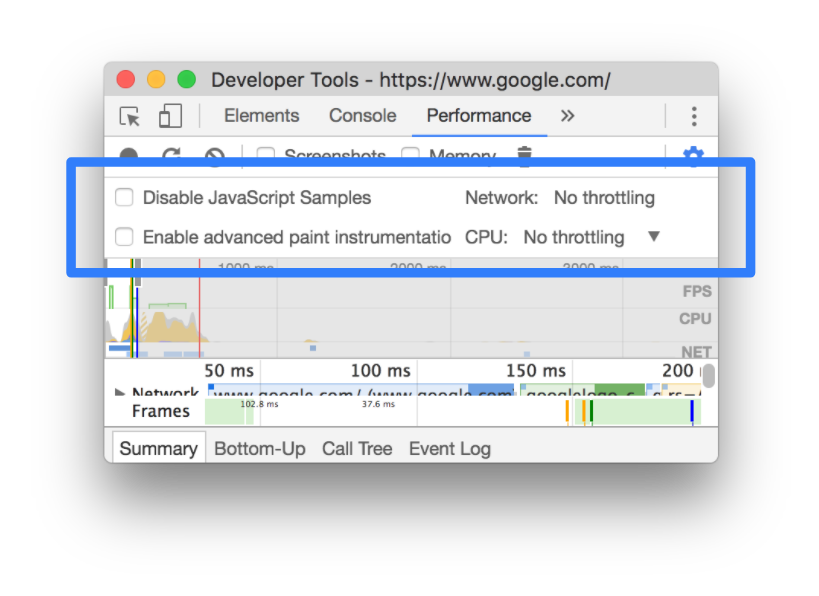 Developer Tools - https://www.google.com/
Elements Console Performance »
Screenshots Memory
Disable JavaScript Samples Network: No throttling
Enable advanced paint instrumentatio CPU: No throttling ▼
1000 ms 2000 ms 3000 ms
FPS
CPU
NET
50 ms 100 ms 150 ms 200
Network www.google.com/ (www.google.com)
Frames 102.8 ms 37.6 ms
Summary Bottom-Up Call Tree Event Log